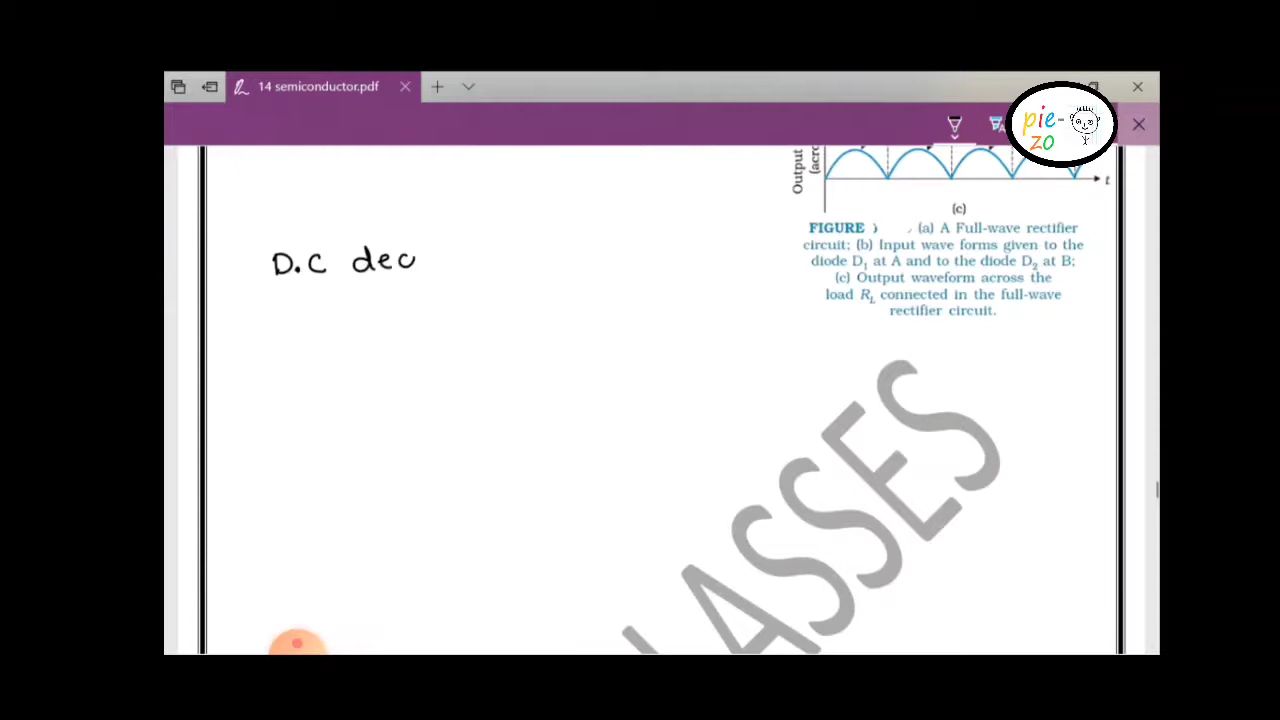 14 semiconductor.pdf
pie-
zo
Output
(acro
t
(c)
FIGURE (a) A Full-wave rectifier
circuit; (b) Input wave forms given to the
diode D1 at A and to the diode D2 at B;
(c) Output waveform across the
load RL connected in the full-wave
rectifier circuit.
D.C dec
LASSES